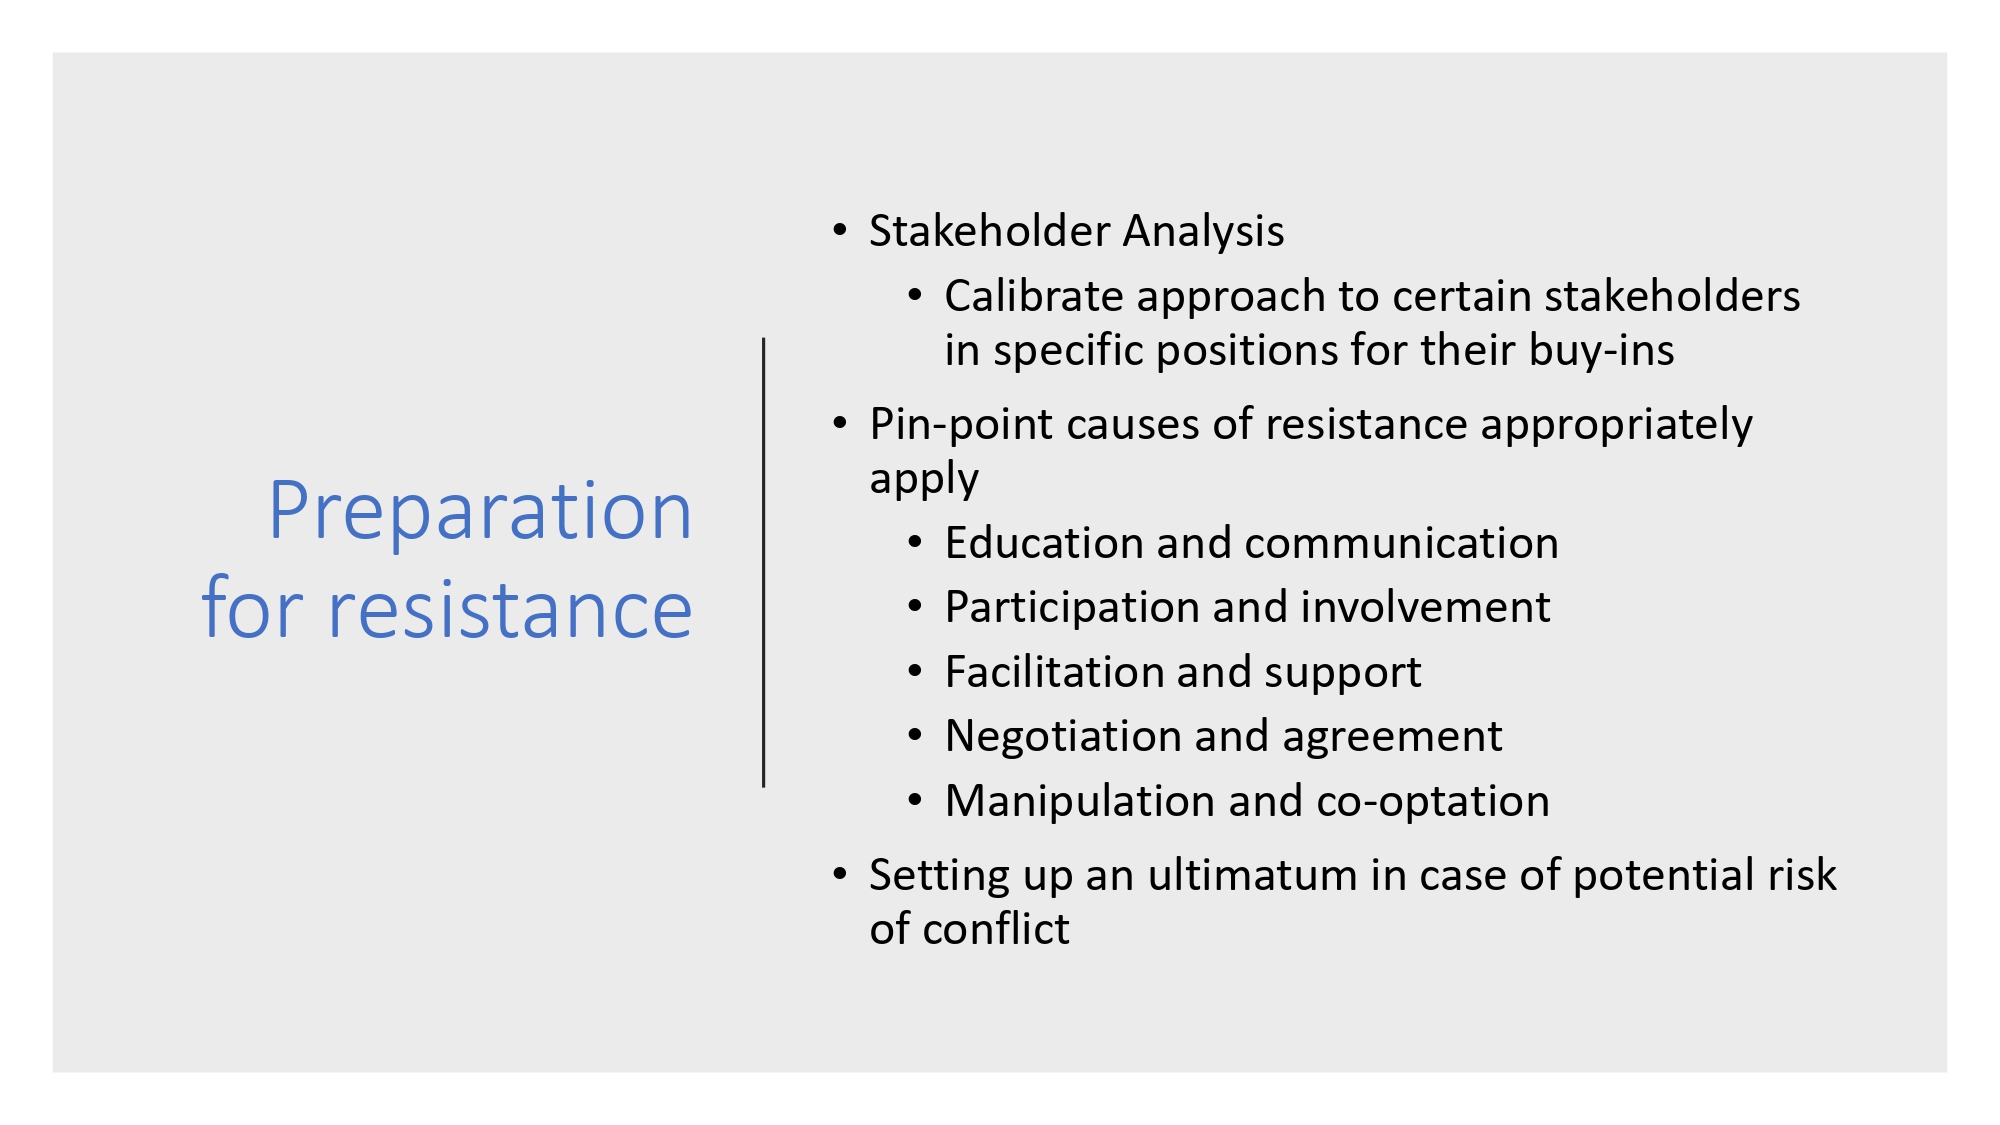 Preparation
for resistance
• Stakeholder Analysis
• Calibrate approach to certain stakeholders
in specific positions for their buy-ins
• Pin-point causes of resistance appropriately
apply
• Education and communication
• Participation and involvement
• Facilitation and support
• Negotiation and agreement
• Manipulation and co-optation
• Setting up an ultimatum in case of potential risk
of conflict